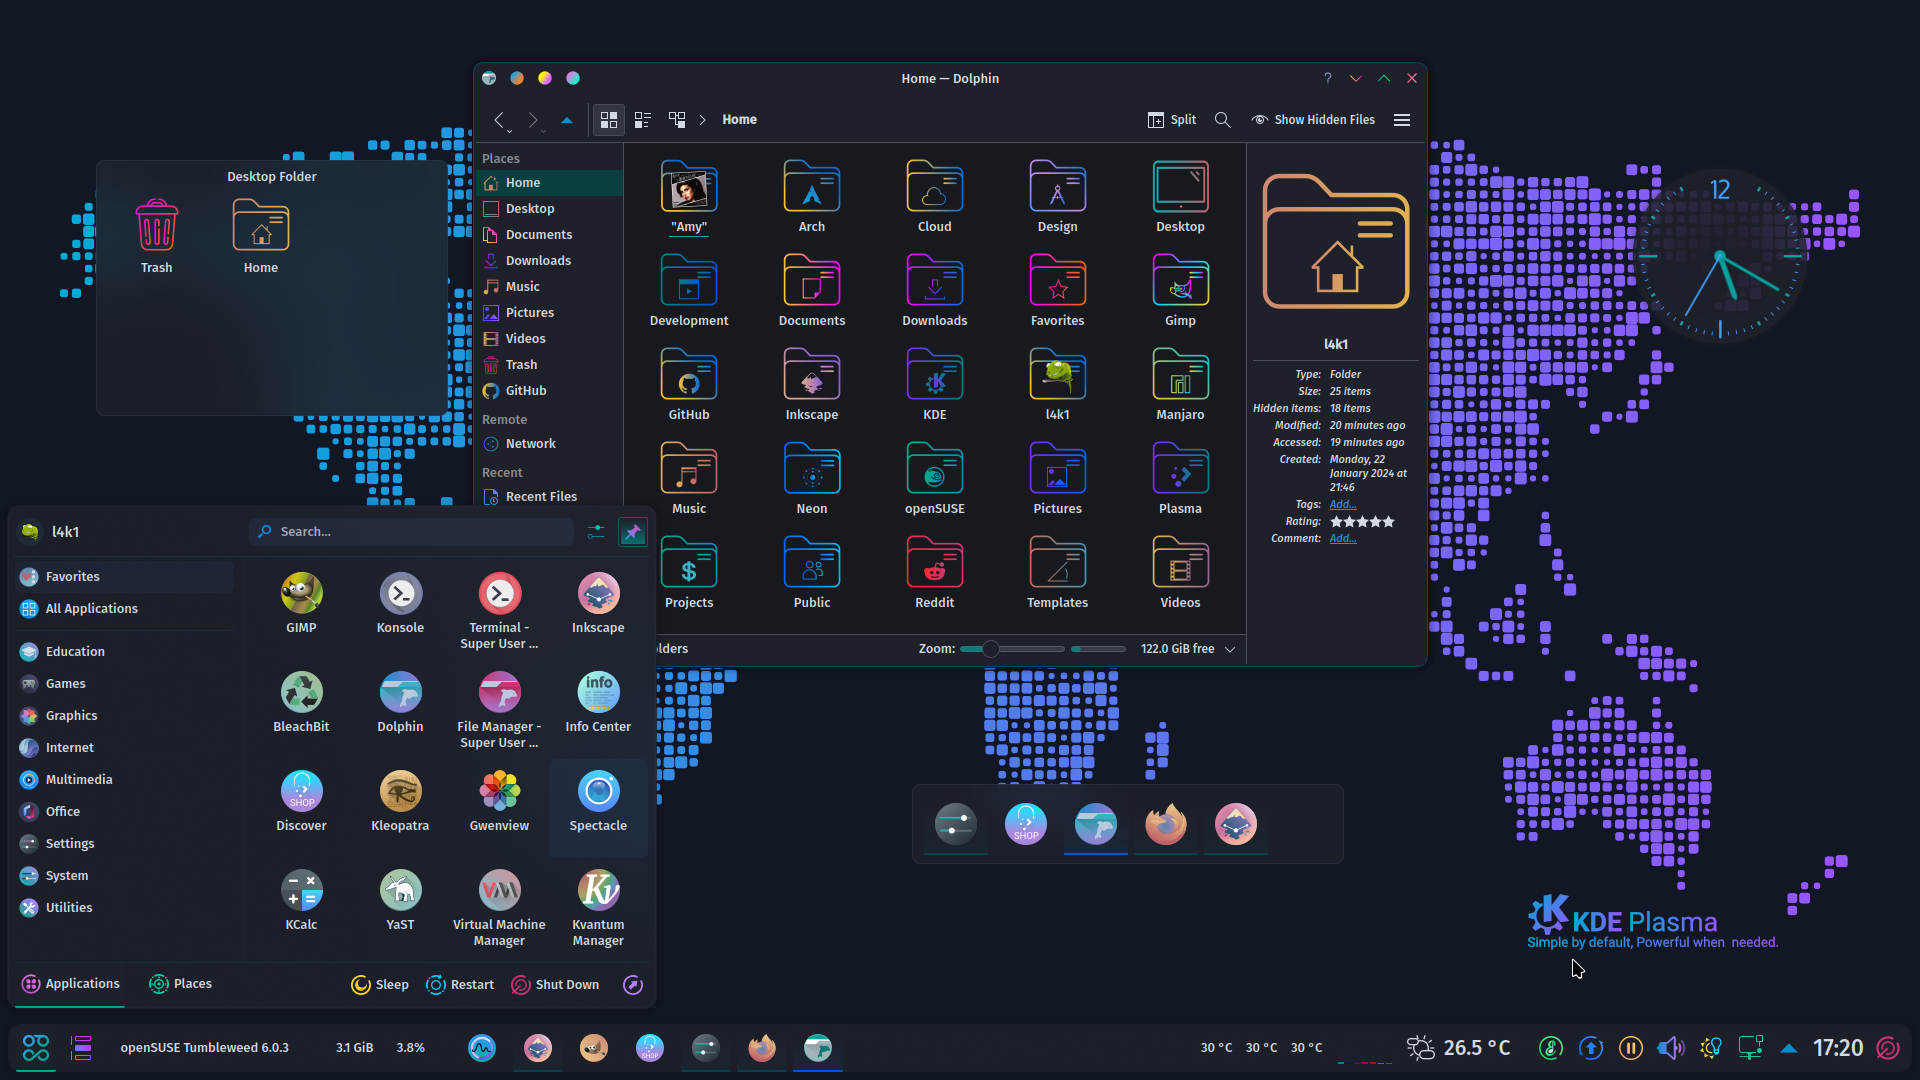 Home — Dolphin
Home
Split
Show Hidden Files
Desktop Folder
Trash
Home
Places
Home
Desktop
Documents
Downloads
Music
Pictures
Videos
Trash
GitHub
Remote
Network
Recent
Recent Files
"Amy"
Arch
Cloud
Design
Desktop
Development
Documents
Downloads
Favorites
Gimp
GitHub
Inkscape
KDE
l4k1
Manjaro
Music
Neon
openSUSE
Pictures
Plasma
Projects
Public
Reddit
Templates
Videos
lders
Zoom:
122.0 GiB free
l4k1
Type: Folder
Size: 25 items
Hidden Items: 18 items
Modified: 20 minutes ago
Accessed: 19 minutes ago
Created: Monday, 22
January 2024 at
21:46
Tags: Add...
Rating: ★★★★★
Comment: Add...
12
l4k1
Search...
Favorites
All Applications
Education
Games
Graphics
Internet
Multimedia
Office
Settings
System
Utilities
GIMP
Konsole
Terminal -
Super User ...
Inkscape
BleachBit
Dolphin
File Manager -
Super User ...
info
Info Center
SHOP
Discover
Kleopatra
Gwenview
Spectacle
KCalc
YaST
VM
Virtual Machine
Manager
Kv
Kvantum
Manager
Applications
Places
Sleep
Restart
Shut Down
SHOP
KDE Plasma
Simple by default, Powerful when needed.
openSUSE Tumbleweed 6.0.3
3.1 GiB
3.8%
SHOP
30 °C 30 °C 30 °C
26.5 °C
17:20